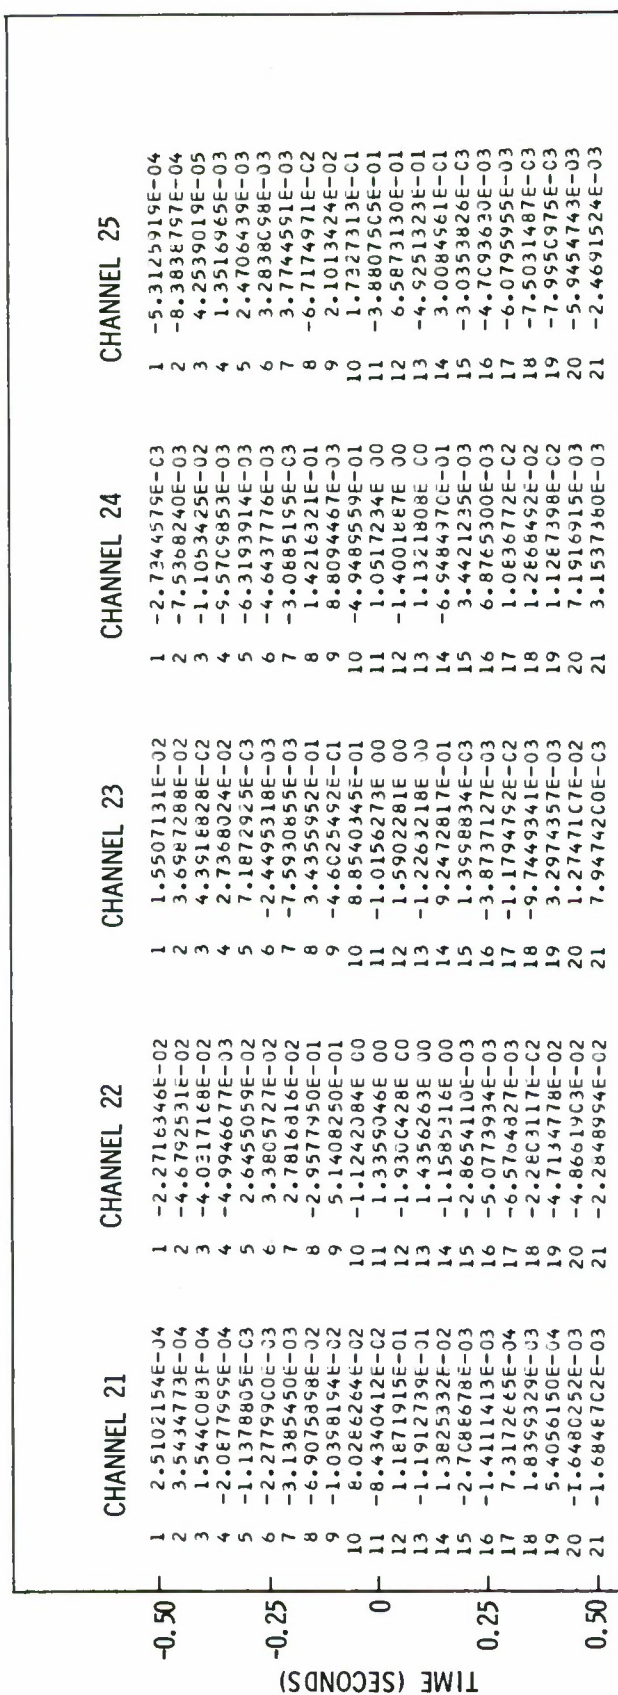 CHANNEL 21 CHANNEL 22 CHANNEL 23 CHANNEL 24 CHANNEL 25
TIME (SECONDS)
-0.50 1 2.5102154E-04 1 -2.2716346E-02 1 1.5507131E-02 1 -2.7344579E-03 1 -5.3125919E-04
2 3.5434773E-04 2 -4.6792531E-02 2 3.6987288E-02 2 -7.5368240E-03 2 -8.3838797E-04
3 1.5440083E-04 3 -4.0317168E-02 3 4.3918828E-02 3 -1.1053425E-02 3 4.2539019E-05
4 -2.0877999E-04 4 -4.9946677E-03 4 2.7368024E-02 4 -9.5709853E-03 4 1.3516965E-03
5 -1.1378805E-03 5 2.6455059E-02 5 7.1872925E-03 5 -6.3193914E-03 5 2.4706439E-03
-0.25 6 -2.2779900E-03 6 3.3805727E-02 6 -2.4495318E-03 6 -4.6437776E-03 6 3.2838098E-03
7 -3.1385450E-03 7 2.7816816E-02 7 -7.5930855E-03 7 -3.0885195E-03 7 3.7744591E-03
8 -6.9075898E-02 8 -2.9577950E-01 8 3.4355952E-01 8 1.4216321E-01 8 -6.7174971E-02
9 -1.0398194E-02 9 5.1408250E-01 9 -4.6025492E-01 9 8.8094467E-03 9 2.1013424E-02
10 8.0286264E-02 10 -1.1242084E 00 10 8.8540345E-01 10 -4.9489559E-01 10 1.7327313E-01
0 11 -8.4340412E-02 11 1.3359046E 00 11 -1.0156273E 00 11 1.0517234E 00 11 -3.8807505E-01
12 1.1871915E-01 12 -1.9300428E 00 12 1.5902281E 00 12 -1.4001887E 00 12 6.5873130E-01
13 -1.1912739E-01 13 1.4356263E 00 13 -1.2263218E 00 13 1.1321808E 00 13 -4.9251323E-01
14 1.3825332E-02 14 -1.1585316E 00 14 9.2472817E-01 14 -6.9484970E-01 14 3.0084961E-01
15 -2.7088678E-03 15 -2.8654110E-03 15 1.3998834E-03 15 3.4421235E-03 15 -3.0353826E-03
0.25 16 -1.4111413E-03 16 -5.0773934E-03 16 -3.8737127E-03 16 6.8765300E-03 16 -4.7093630E-03
17 7.3172665E-04 17 -6.5764827E-03 17 -1.1794792E-02 17 1.0836772E-02 17 -6.0795955E-03
18 1.8399329E-03 18 -2.2803117E-02 18 -9.7449341E-03 18 1.2868492E-02 18 -7.5031487E-03
19 5.4056150E-04 19 -4.7134778E-02 19 3.2974357E-03 19 1.1287398E-02 19 -7.9950975E-03
20 -1.6480252E-03 20 -4.8661903E-02 20 1.2747107E-02 20 7.1916915E-03 20 -5.9454743E-03
0.50 21 -1.6848702E-03 21 -2.2848994E-02 21 7.9474200E-03 21 3.1537380E-03 21 -2.4691524E-03